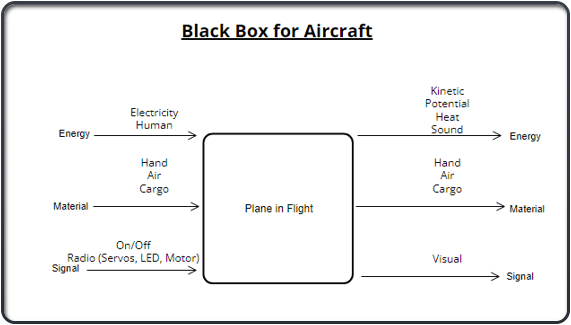 Black Box for Aircraft
Electricity
Human
Energy
Hand
Air
Cargo
Material
On/Off
Radio (Servos, LED, Motor)
Signal
Plane in Flight
Kinetic
Potential
Heat
Sound
Energy
Hand
Air
Cargo
Material
Visual
Signal